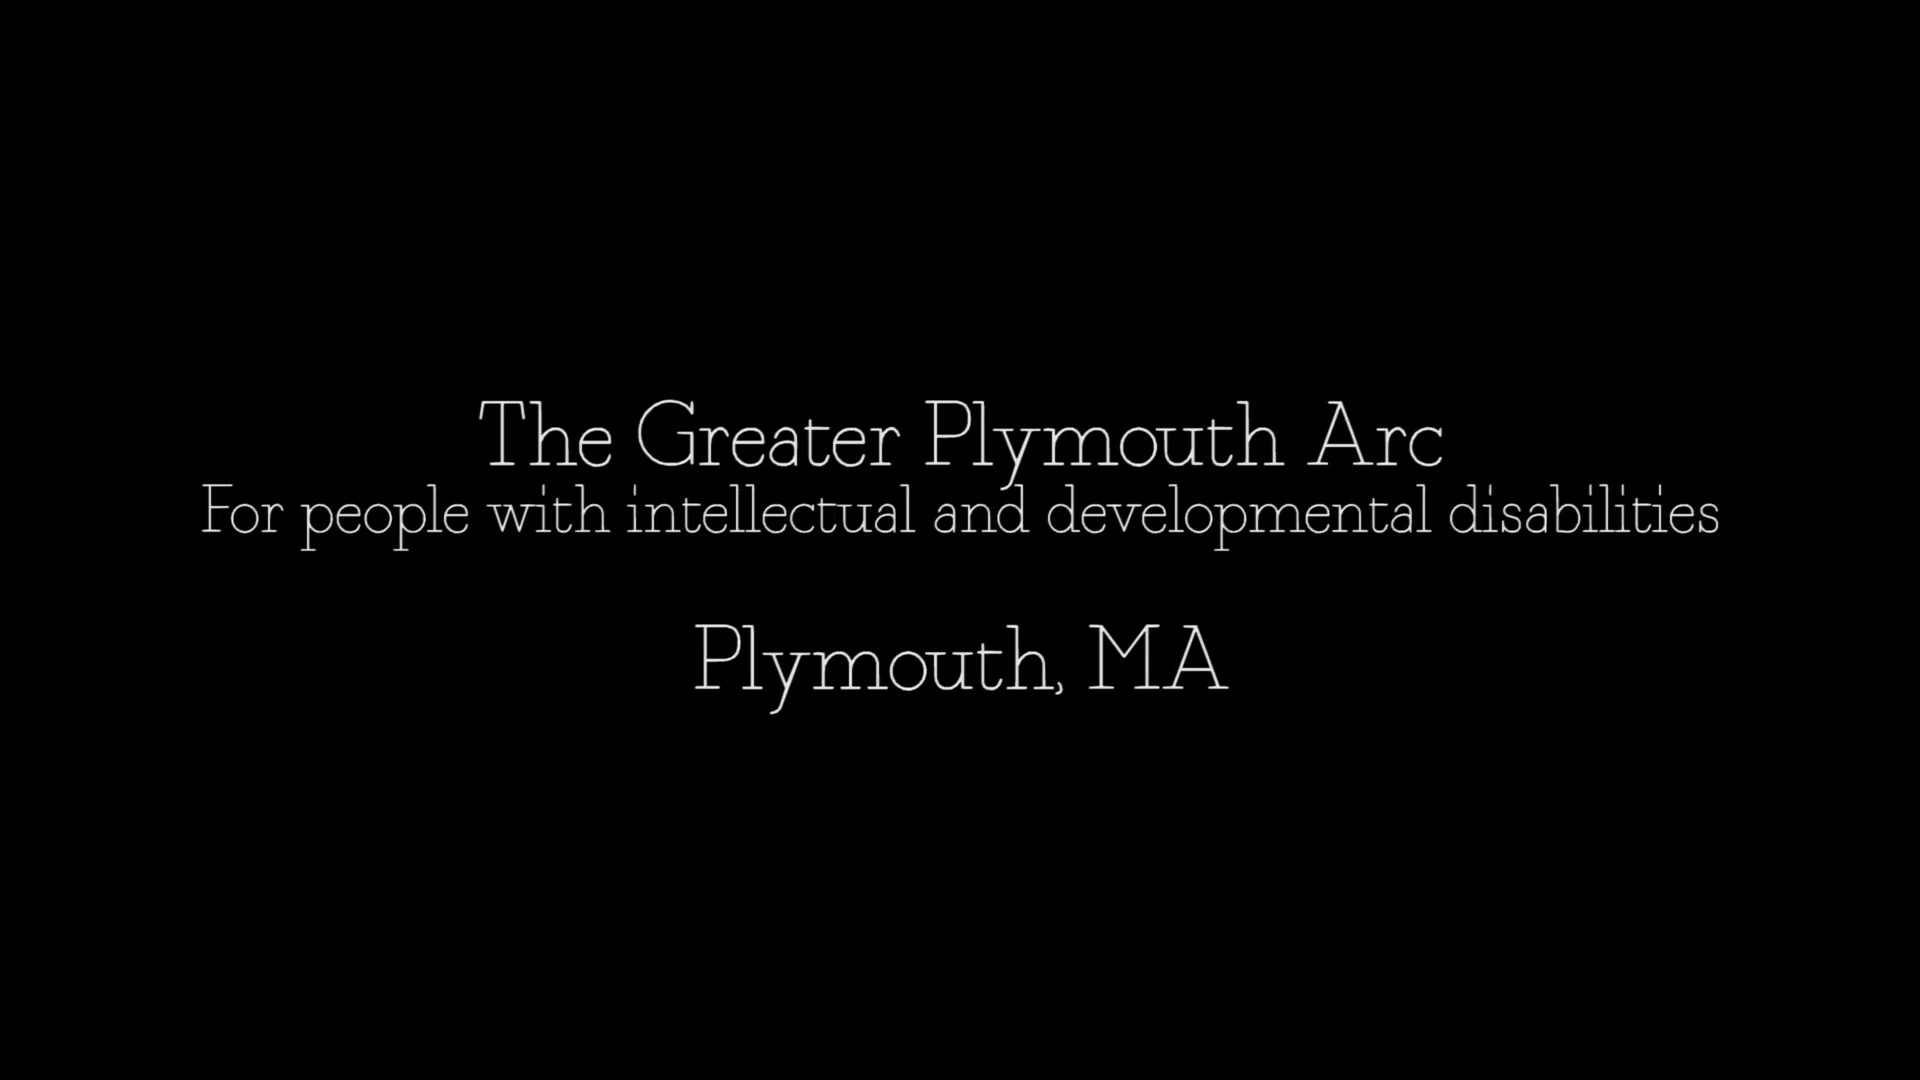 The Greater Plymouth Arc
For people with intellectual and developmental disabilities
Plymouth, MA